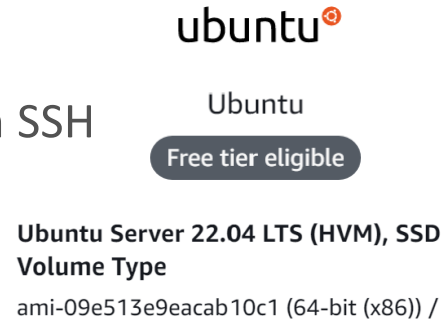 ubuntu
Ubuntu
SSH
Free tier eligible
Ubuntu Server 22.04 LTS (HVM), SSD
Volume Type
ami-09e513e9eacab10c1 (64-bit (x86)) /